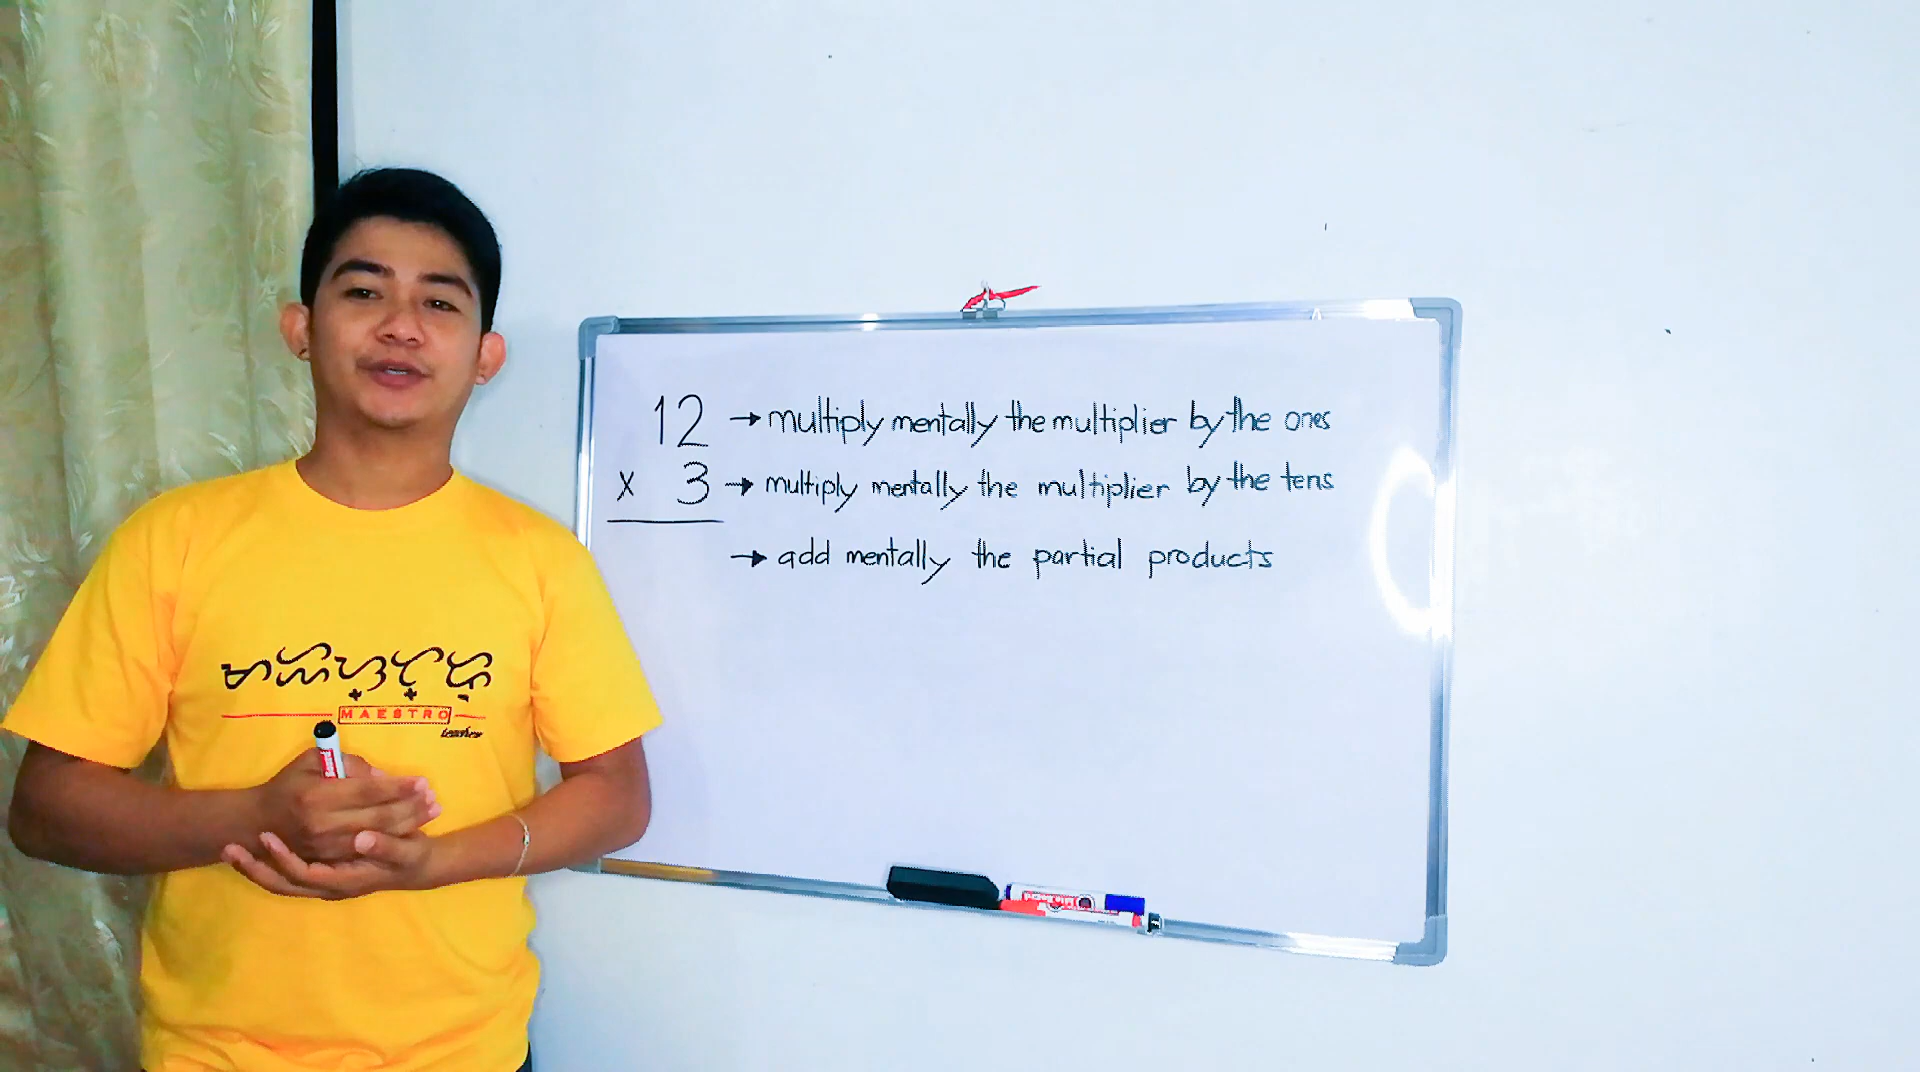 12 → multiply mentally the multiplier by the ones
x 3 → multiply mentally the multiplier by the tens
→ add mentally the partial products
MAESTRO
teacher